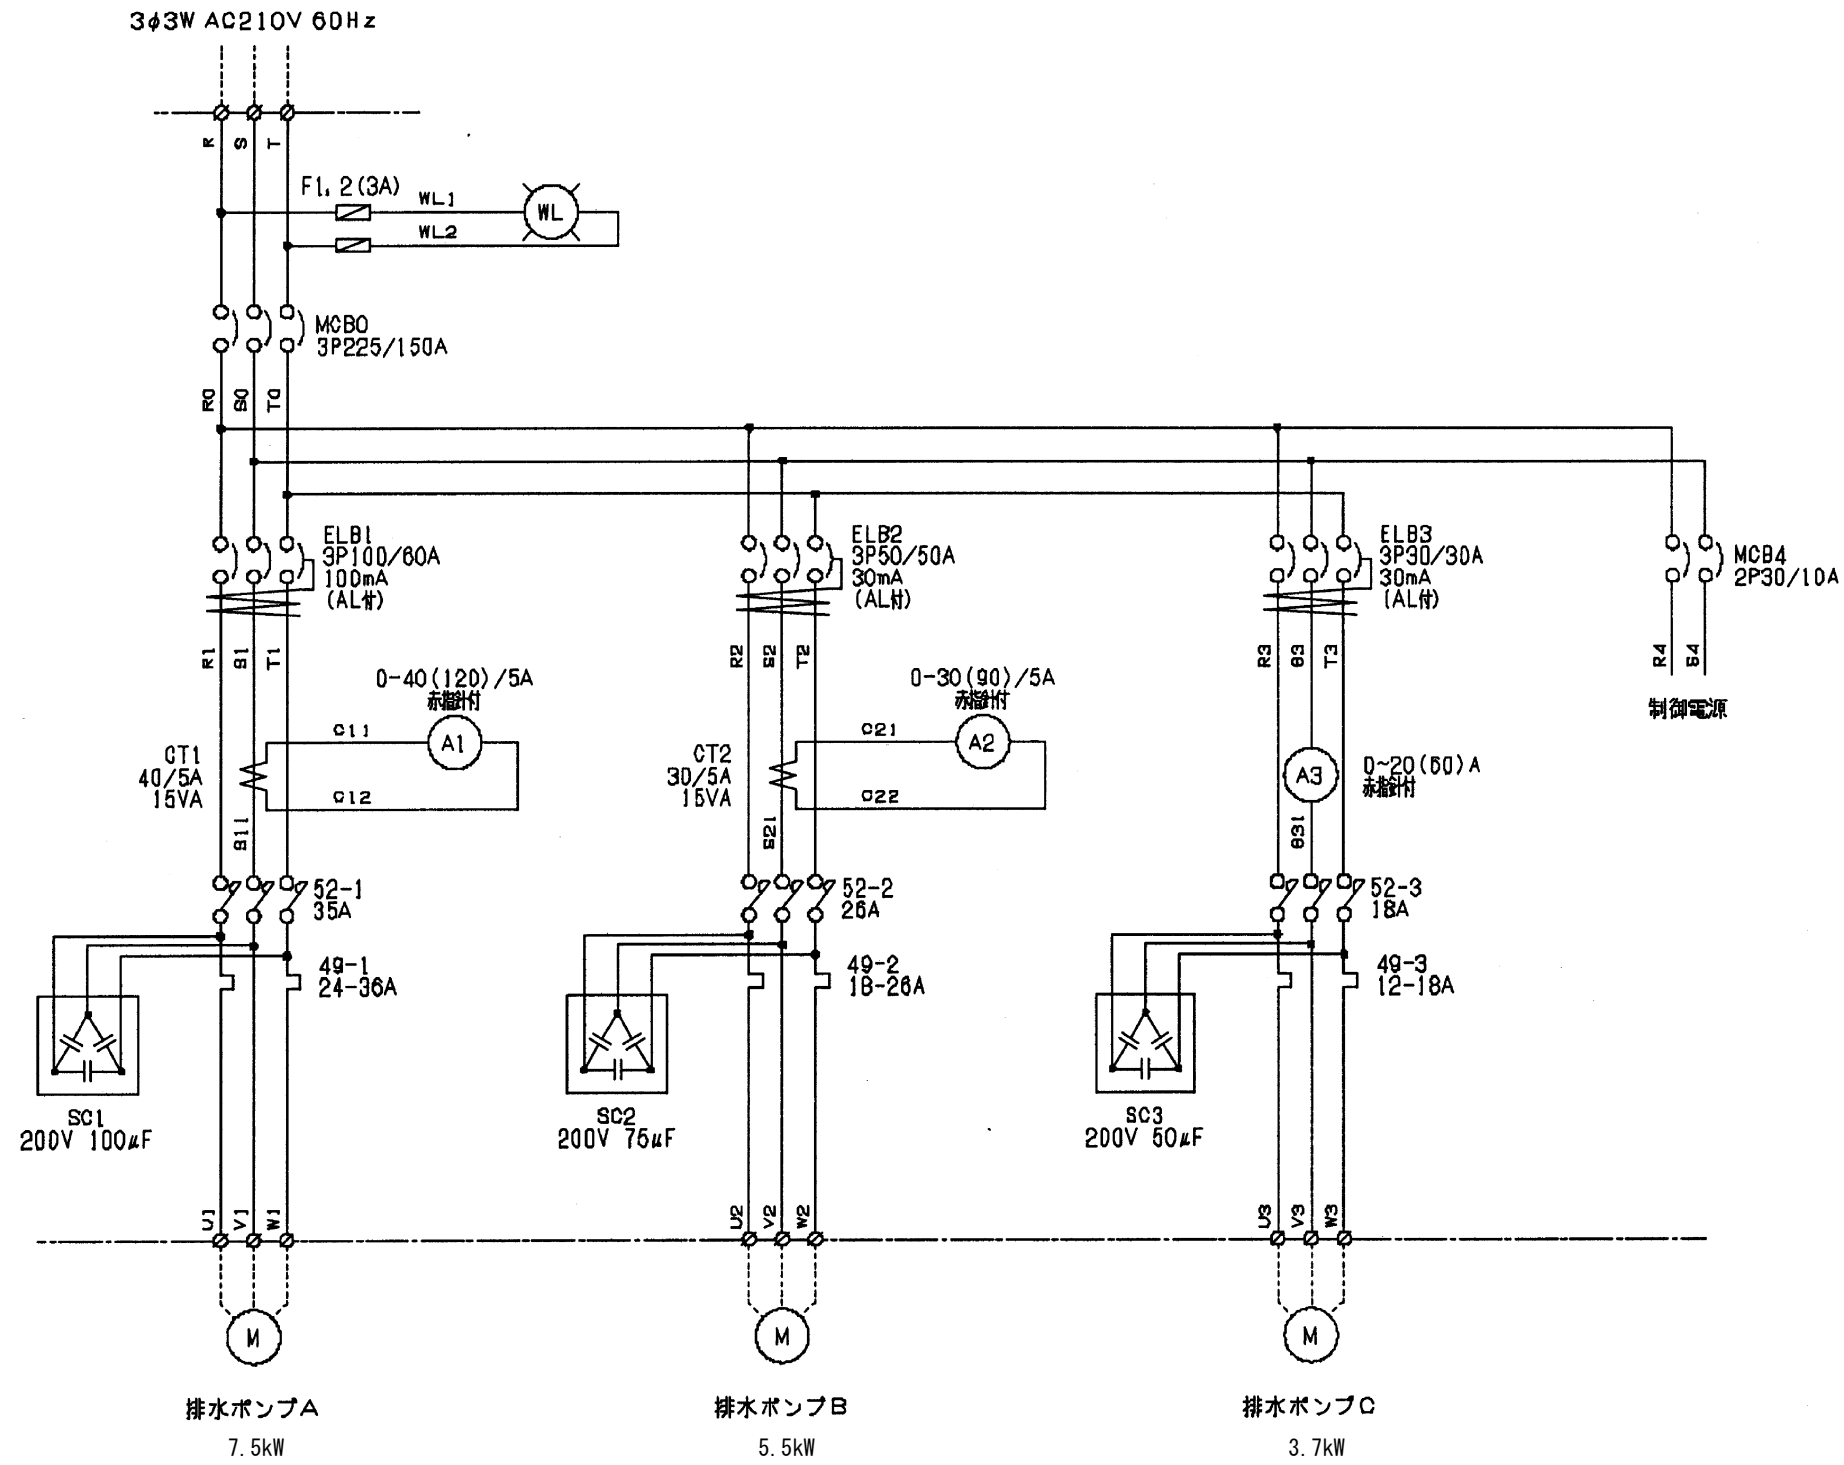 3φ3W AC210V 60Hz
R
S
T
F1, 2(3A)
WL1
WL
WL2
MCB0
3P225/150A
R0
S0
T0
ELB1
3P100/60A
100mA
(AL付)
ELB2
3P50/50A
30mA
(AL付)
ELB3
3P30/30A
30mA
(AL付)
MCB4
2P30/10A
R1
S1
T1
R2
S2
T2
R3
S3
T3
R4
S4
制御電源
0-40(120)/5A
赤指針付
0-30(90)/5A
赤指針付
C11
A1
C12
CT1
40/5A
15VA
S11
C21
A2
C22
CT2
30/5A
15VA
S21
A3
0~20(60)A
赤指針付
S31
52-1
35A
52-2
26A
52-3
18A
49-1
24-36A
49-2
18-26A
49-3
12-18A
SC1
200V 100μF
SC2
200V 75μF
SC3
200V 50μF
U1
V1
W1
U2
V2
W2
U3
V3
W3
M
M
M
排水ポンプA
7.5kW
排水ポンプB
5.5kW
排水ポンプC
3.7kW